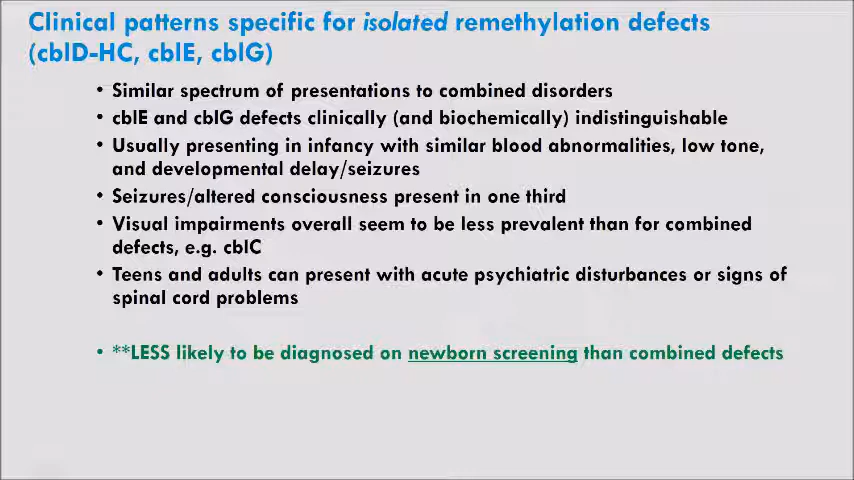 Clinical patterns specific for isolated remethylation defects
(cblD-HC, cblE, cblG)
• Similar spectrum of presentations to combined disorders
• cblE and cblG defects clinically (and biochemically) indistinguishable
• Usually presenting in infancy with similar blood abnormalities, low tone,
and developmental delay/seizures
• Seizures/altered consciousness present in one third
• Visual impairments overall seem to be less prevalent than for combined
defects, e.g. cblC
• Teens and adults can present with acute psychiatric disturbances or signs of
spinal cord problems
• **LESS likely to be diagnosed on newborn screening than combined defects